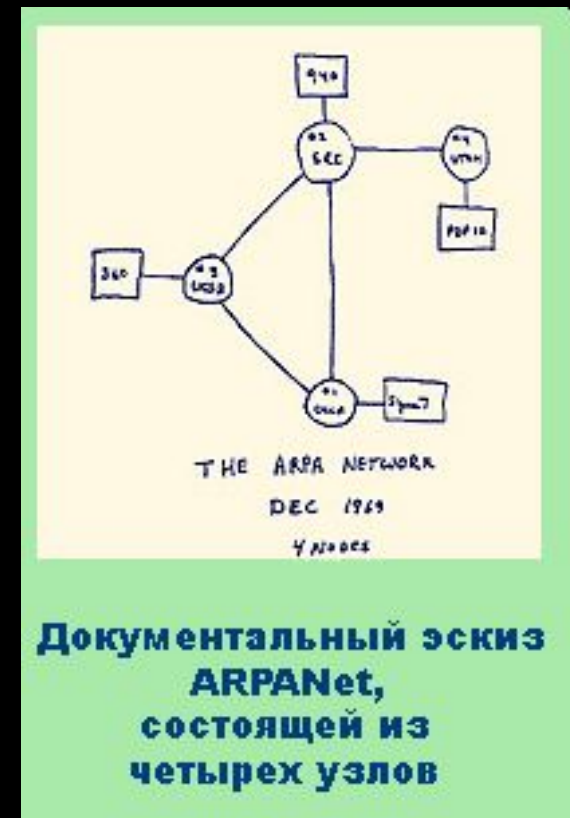 940
#2
SRI
#4
UTAH
PDP10
360
#3
UCSB
#1
UCLA
Sigma7
THE ARPA NETWORK
DEC 1969
4 NODES
Документальный эскиз
ARPANet,
состоящей из
четырех узлов